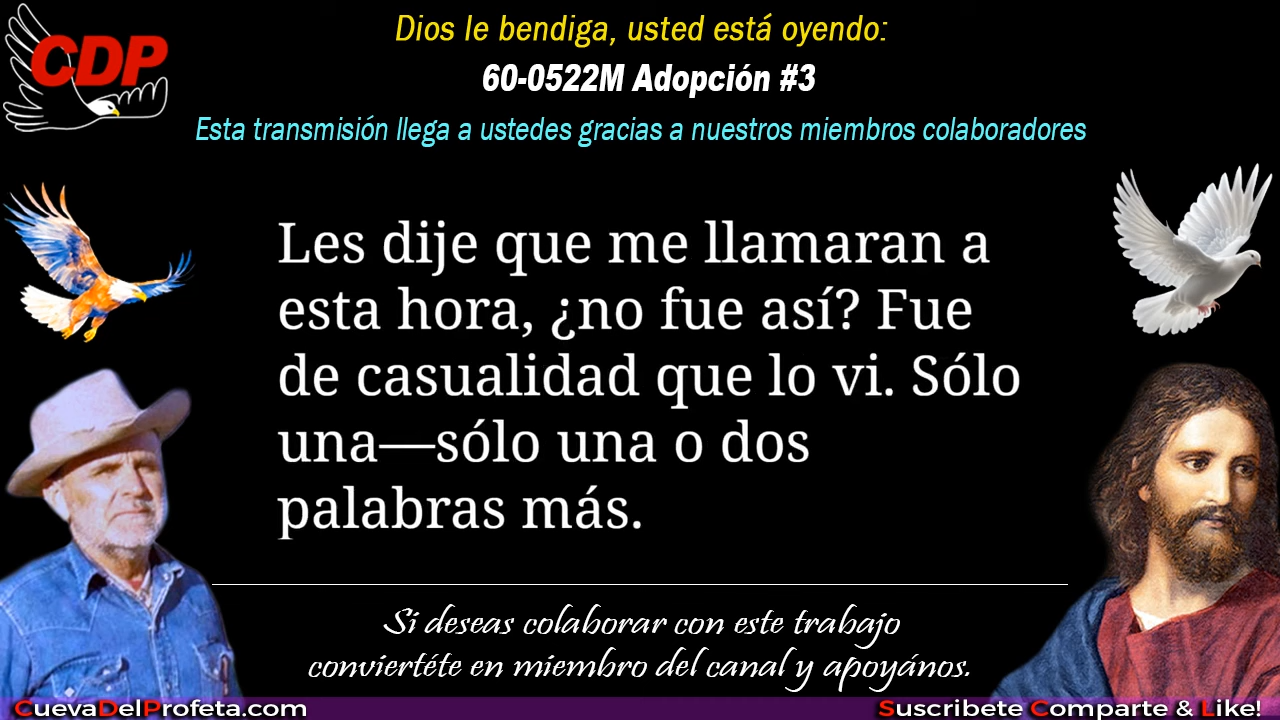 CDP
Dios le bendiga, usted está oyendo:
60-0522M Adopción #3
Esta transmisión llega a ustedes gracias a nuestros miembros colaboradores
Les dije que me llamaran a
esta hora, ¿no fue así? Fue
de casualidad que lo vi. Sólo
una—sólo una o dos
palabras más.
Si deseas colaborar con este trabajo
conviertéte en miembro del canal y apoyános.
CuevaDelProfeta.com
Suscribete Comparte & Like!